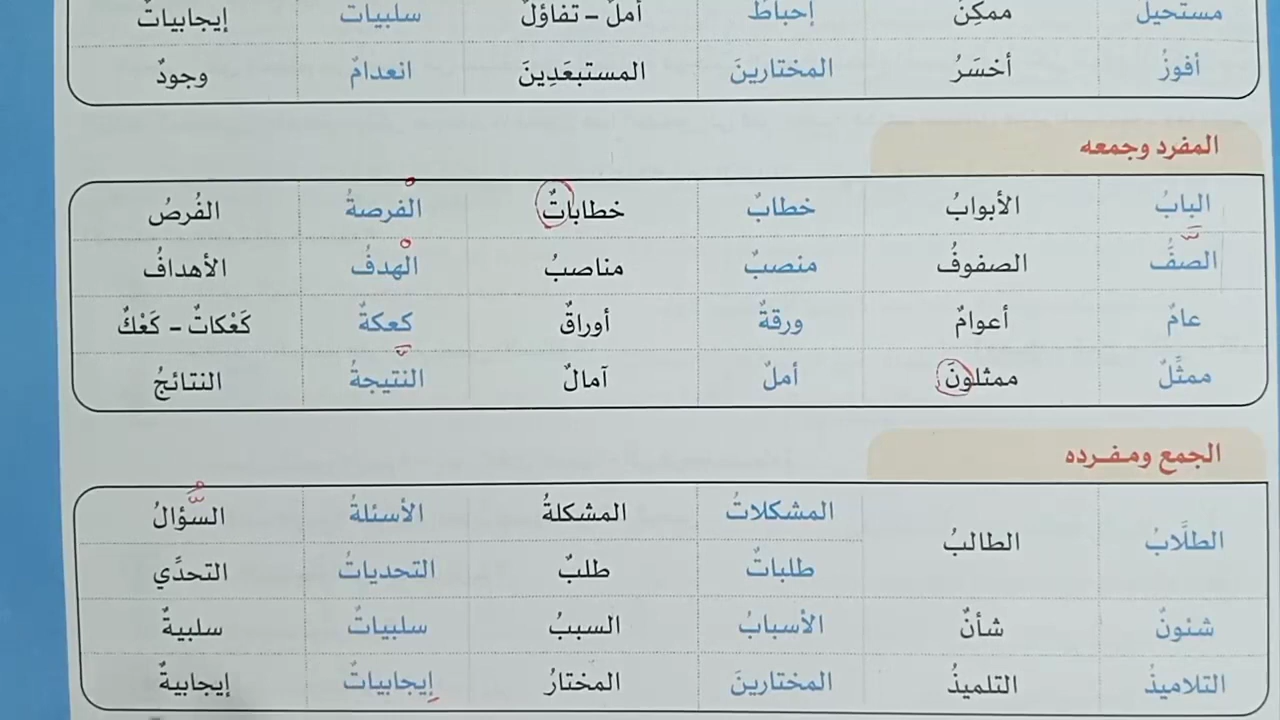 مستحيل ممكِنٌ إحباطٌ أملٌ – تفاؤلٌ سلبيات إيجابيات
أفوزُ أخسَرُ المختارينَ المستبعَدِينَ انعدامٌ وجودٌ
المفرد وجمعه
البابُ الأبوابُ خطابٌ خطاباتٌ الفرصةُ الفُرصُ
الصفُّ الصفوفُ منصبٌ مناصبُ الهدفُ الأهدافُ
عامٌ أعوامٌ ورقةٌ أوراقٌ كعكةٌ كَعْكاتٌ – كَعْكٌ
ممثِّلٌ ممثلونَ أملٌ آمالٌ النتيجةُ النتائجُ
الجمع ومفرده
الطلَّابُ الطالبُ المشكلاتُ المشكلةُ الأسئلةُ السؤالُ
طلباتٌ طلبٌ التحدياتُ التحدِّي
شئونٌ شأنٌ الأسبابُ السببُ سلبياتٌ سلبيةٌ
التلاميذُ التلميذُ المختارينَ المختارُ إيجابياتٌ إيجابيةٌ